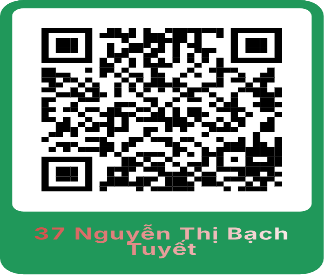 37 Nguyễn Thị Bạch
Tuyết